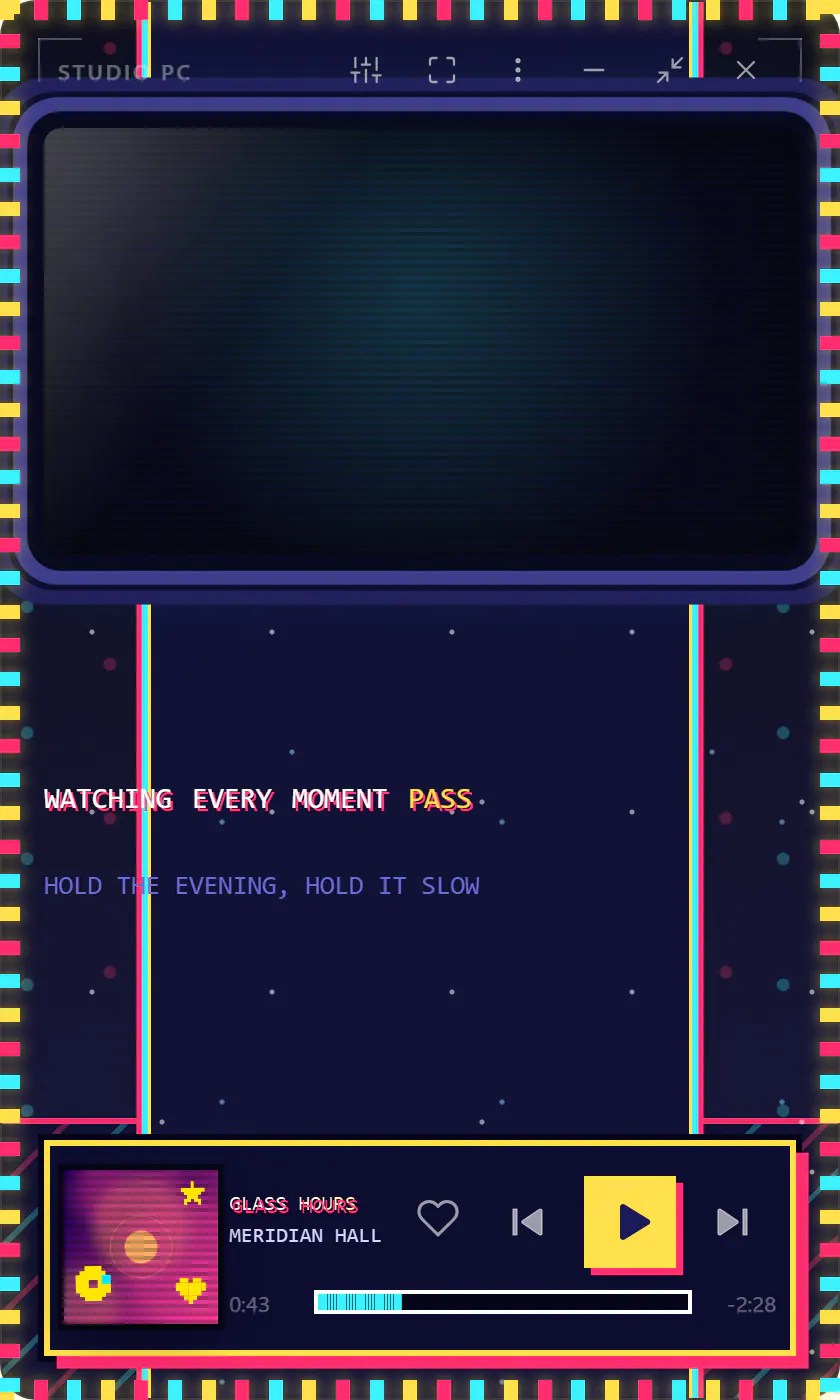 STUDIO PC
WATCHING EVERY MOMENT PASS
HOLD THE EVENING, HOLD IT SLOW
GLASS HOURS
MERIDIAN HALL
0:43
-2:28